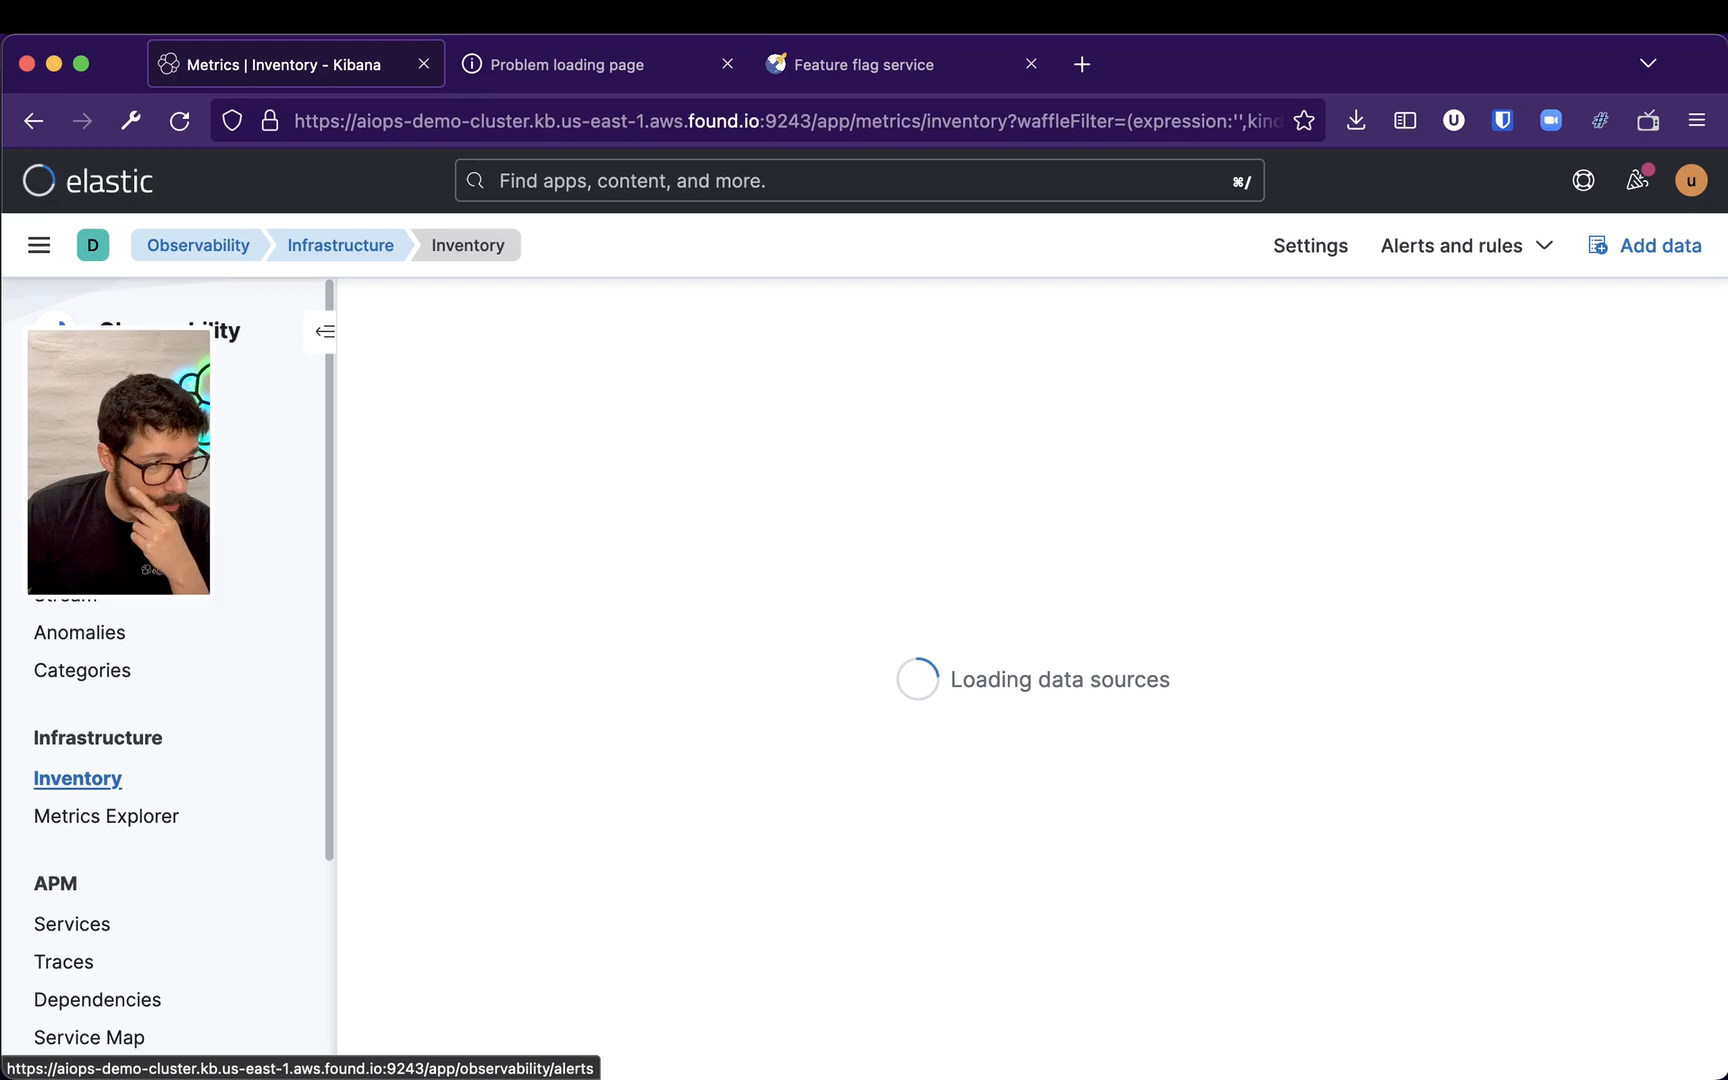 Metrics | Inventory - Kibana
Problem loading page
Feature flag service
https://aiops-demo-cluster.kb.us-east-1.aws.found.io:9243/app/metrics/inventory?waffleFilter=(expression:'',kind
elastic
Find apps, content, and more.
⌘/
u
D
Observability
Infrastructure
Inventory
Settings
Alerts and rules
Add data
Anomalies
Categories
Infrastructure
Inventory
Metrics Explorer
APM
Services
Traces
Dependencies
Service Map
Loading data sources
https://aiops-demo-cluster.kb.us-east-1.aws.found.io:9243/app/observability/alerts